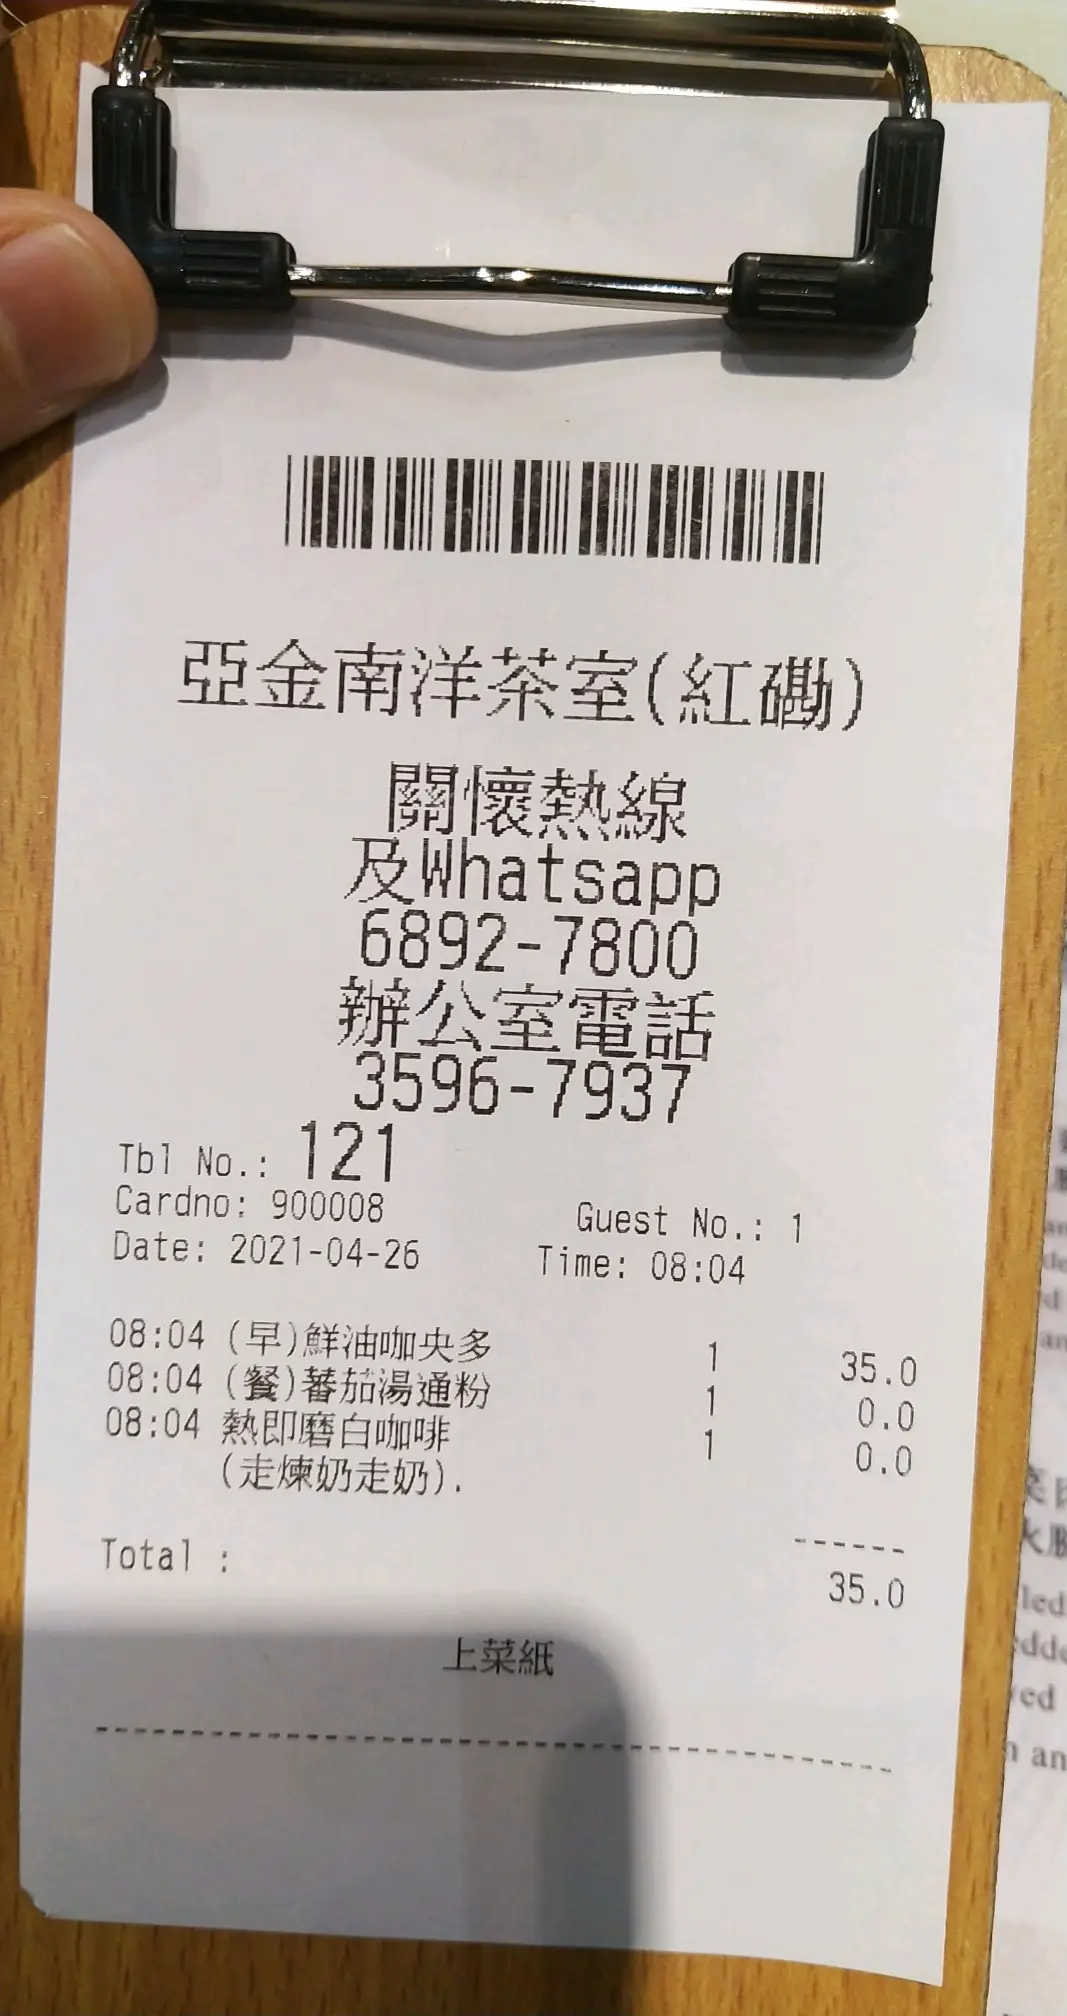 亞金南洋茶室(紅磡)
關懷熱線
及Whatsapp
6892-7800
辦公室電話
3596-7937
Tbl No.: 121
Cardno: 900008 Guest No.: 1
Date: 2021-04-26 Time: 08:04
08:04 (早)鮮油咖央多 1 35.0
08:04 (餐)蕃茄湯通粉 1 0.0
08:04 熱即磨白咖啡 1 0.0
(走煉奶走奶).
------
Total : 35.0
上菜紙